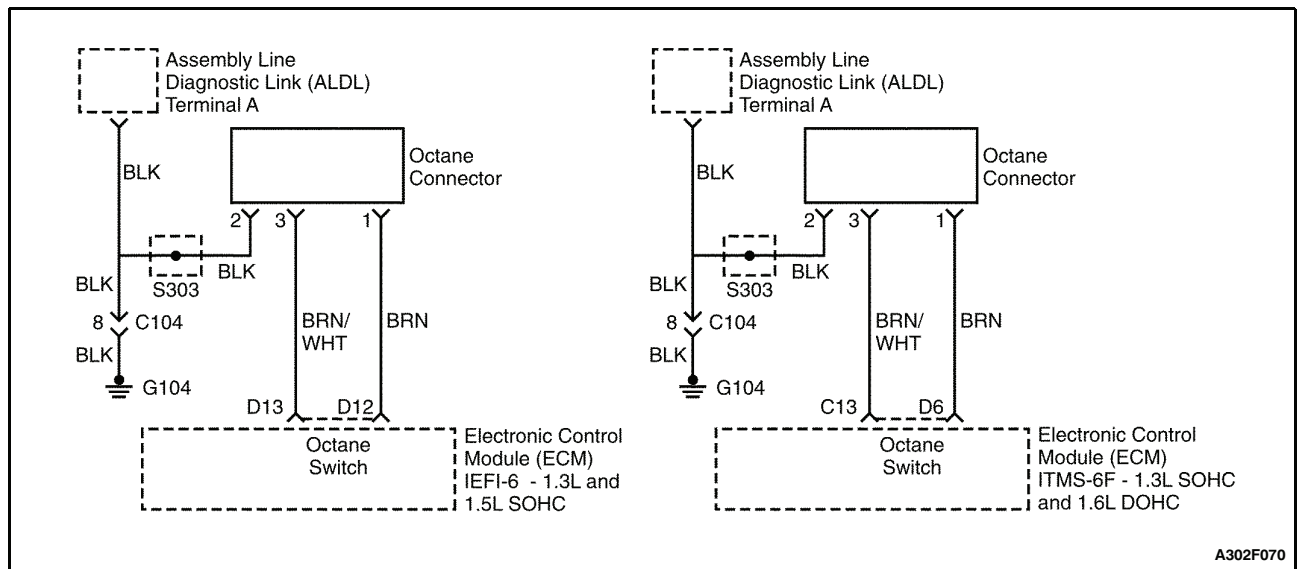 Assembly Line
Diagnostic Link (ALDL)
Terminal A
BLK
Octane
Connector
2
3
1
BLK
S303
BLK
8
C104
BLK
G104
BRN/
WHT
BRN
D13
D12
Octane
Switch
Electronic Control
Module (ECM)
IEFI-6 - 1.3L and
1.5L SOHC
Assembly Line
Diagnostic Link (ALDL)
Terminal A
BLK
Octane
Connector
2
3
1
BLK
S303
BLK
8
C104
BLK
G104
BRN/
WHT
BRN
C13
D6
Octane
Switch
Electronic Control
Module (ECM)
ITMS-6F - 1.3L SOHC
and 1.6L DOHC
A302F070